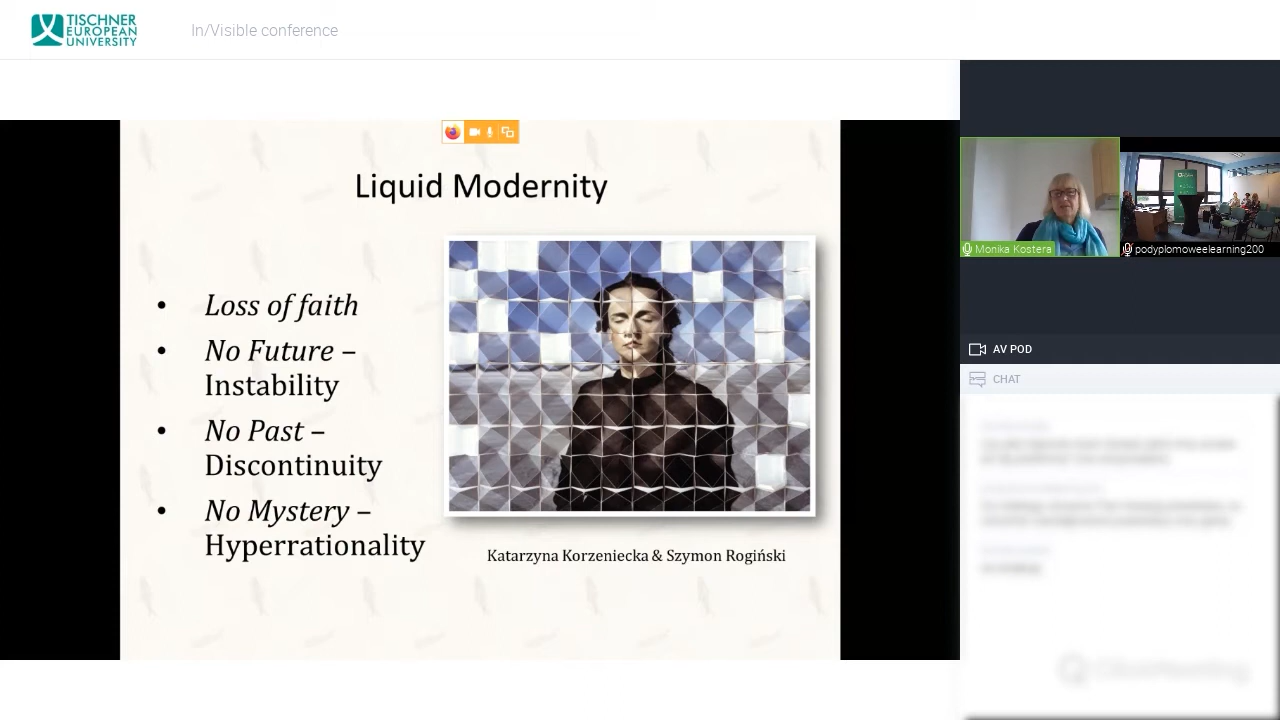 TISCHNER
EUROPEAN
UNIVERSITY
In/Visible conference
Liquid Modernity
• Loss of faith
• No Future –
Instability
• No Past –
Discontinuity
• No Mystery –
Hyperrationality
Katarzyna Korzeniecka & Szymon Rogiński
Monika Kostera
podyplomoweelearning200
AV POD
CHAT